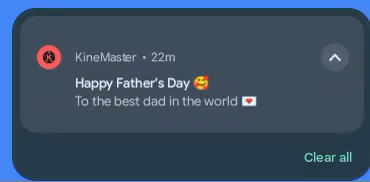 KineMaster • 22m
Happy Father's Day 🥰
To the best dad in the world 💌
Clear all